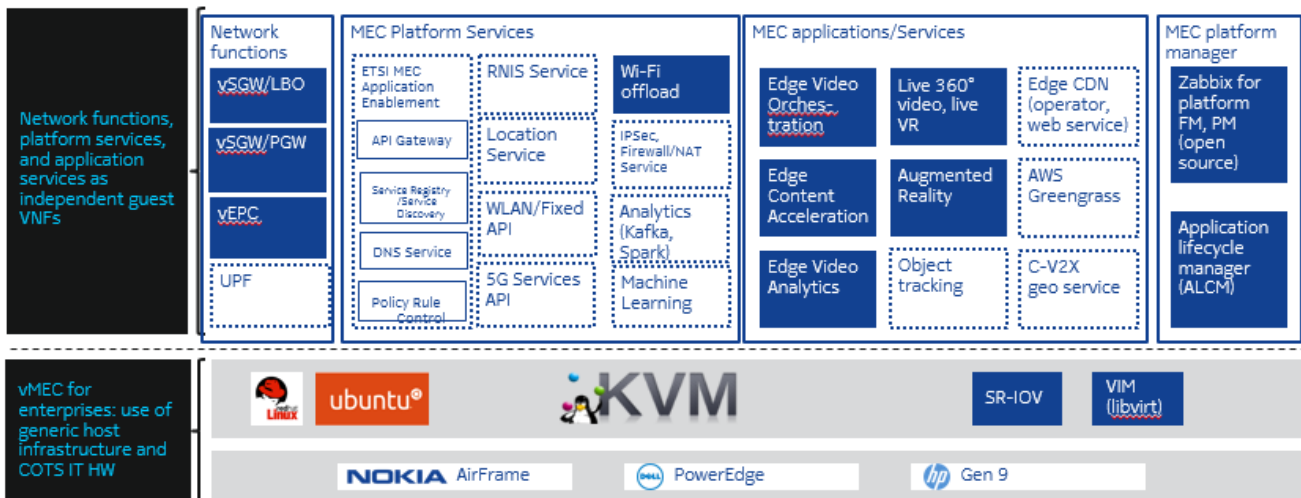 Network functions,
platform services,
and application
services as
independent guest
VNFs
Network
functions
vSGW/LBO
vSGW/PGW
vEPC
UPF
MEC Platform Services
ETSI MEC
Application
Enablement
API Gateway
Service Registry
/Service
Discovery
DNS Service
Policy Rule
Control
RNIS Service
Location
Service
WLAN/Fixed
API
5G Services
API
Wi-Fi
offload
IPSec,
Firewall/NAT
Service
Analytics
(Kafka,
Spark)
Machine
Learning
MEC applications/Services
Edge Video
Orches-
tration
Edge
Content
Acceleration
Edge Video
Analytics
Live 360°
video, live
VR
Augmented
Reality
Object
tracking
Edge CDN
(operator,
web service)
AWS
Greengrass
C-V2X
geo service
MEC platform
manager
Zabbix for
platform
FM, PM
(open
source)
Application
lifecycle
manager
(ALCM)
vMEC for
enterprises: use of
generic host
infrastructure and
COTS IT HW
redhat
Linux
ubuntu
KVM
SR-IOV
VIM
(libvirt)
NOKIA AirFrame
DELL PowerEdge
hp Gen 9